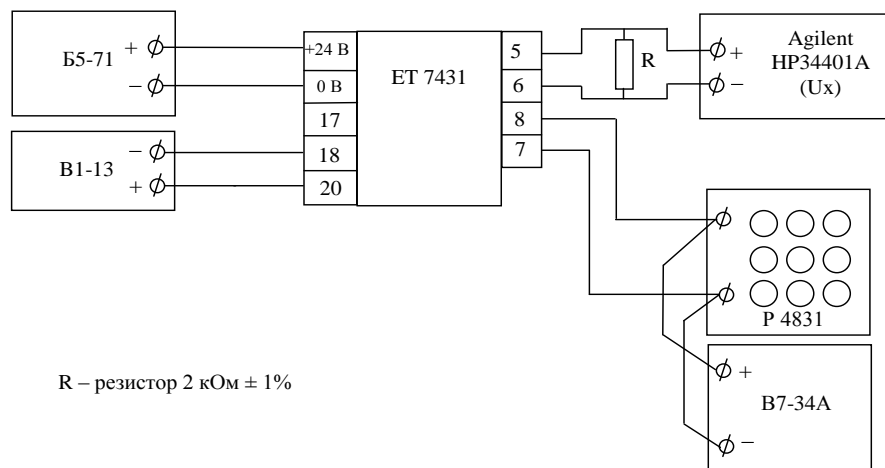 Б5-71
+
−
В1-13
−
+
+24 В
0 В
17
18
20
ЕТ 7431
5
6
8
7
R
+
−
Agilent
HP34401A
(Ux)
Р 4831
+
−
В7-34А
R – резистор 2 кОм ± 1%